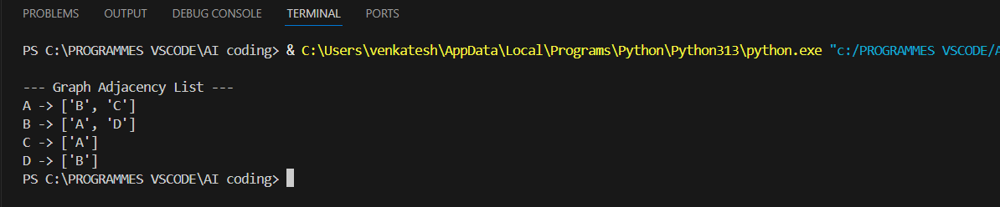 PROBLEMS OUTPUT DEBUG CONSOLE TERMINAL PORTS
PS C:\PROGRAMMES VSCODE\AI coding> & C:\Users\venkatesh\AppData\Local\Programs\Python\Python313\python.exe "c:/PROGRAMMES VSCODE/A
--- Graph Adjacency List ---
A -> ['B', 'C']
B -> ['A', 'D']
C -> ['A']
D -> ['B']
PS C:\PROGRAMMES VSCODE\AI coding>